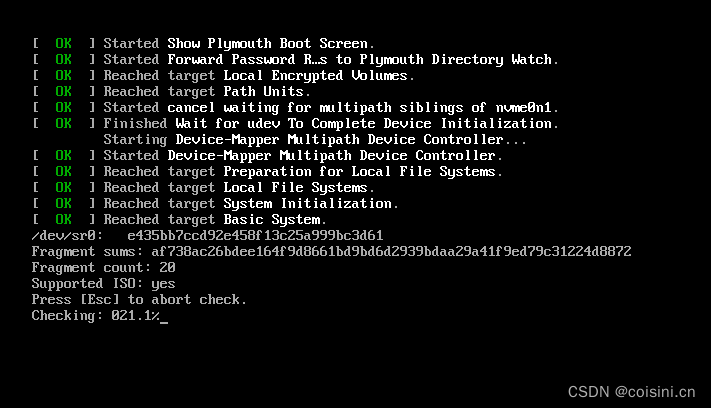 [  OK  ] Started Show Plymouth Boot Screen.
[  OK  ] Started Forward Password R…s to Plymouth Directory Watch.
[  OK  ] Reached target Local Encrypted Volumes.
[  OK  ] Reached target Path Units.
[  OK  ] Started cancel waiting for multipath siblings of nvme0n1.
[  OK  ] Finished Wait for udev To Complete Device Initialization.
         Starting Device-Mapper Multipath Device Controller...
[  OK  ] Started Device-Mapper Multipath Device Controller.
[  OK  ] Reached target Preparation for Local File Systems.
[  OK  ] Reached target Local File Systems.
[  OK  ] Reached target System Initialization.
[  OK  ] Reached target Basic System.
/dev/sr0:   e435bb7ccd92e458f13c25a999bc3d61
Fragment sums: af738ac26bdee164f9d8661bd9bd6d2939bdaa29a41f9ed79c31224d8872
Fragment count: 20
Supported ISO: yes
Press [Esc] to abort check.
Checking: 021.1%_
CSDN @coisini.cn